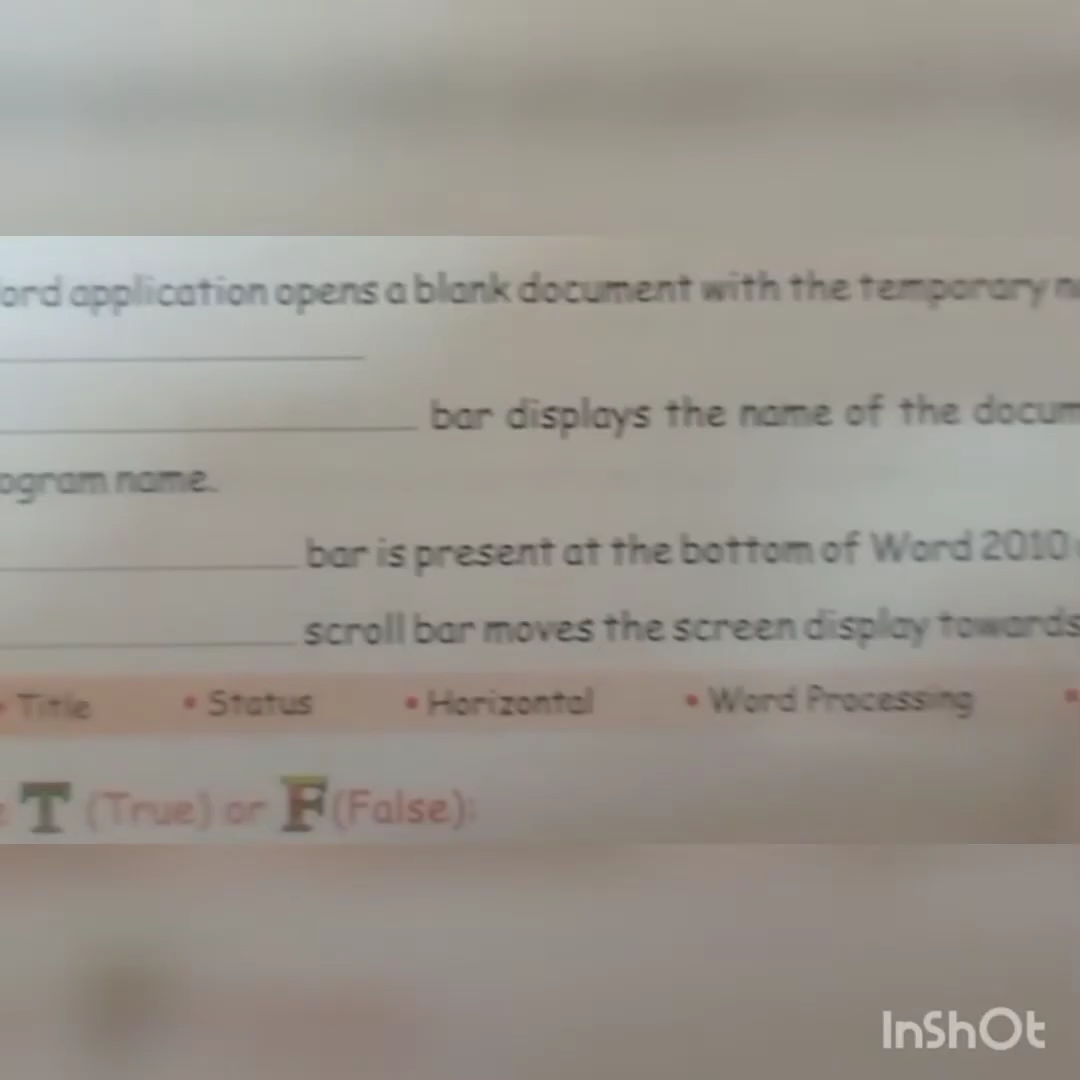 ord application opens a blank document with the temporary n
bar displays the name of the docum
ogram name.
bar is present at the bottom of Word 2010
scroll bar moves the screen display towards
• Title • Status • Horizontal • Word Processing •
e T (True) or F (False):
InShOt